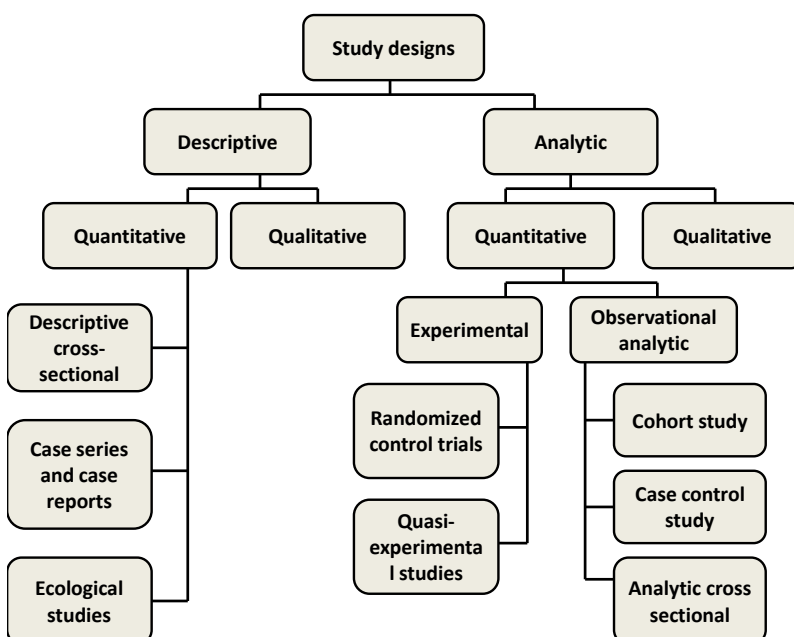 Study designs
Descriptive
Analytic
Quantitative
Qualitative
Quantitative
Qualitative
Descriptive
cross-
sectional
Case series
and case
reports
Ecological
studies
Experimental
Observational
analytic
Randomized
control trials
Quasi-
experimenta
l studies
Cohort study
Case control
study
Analytic cross
sectional